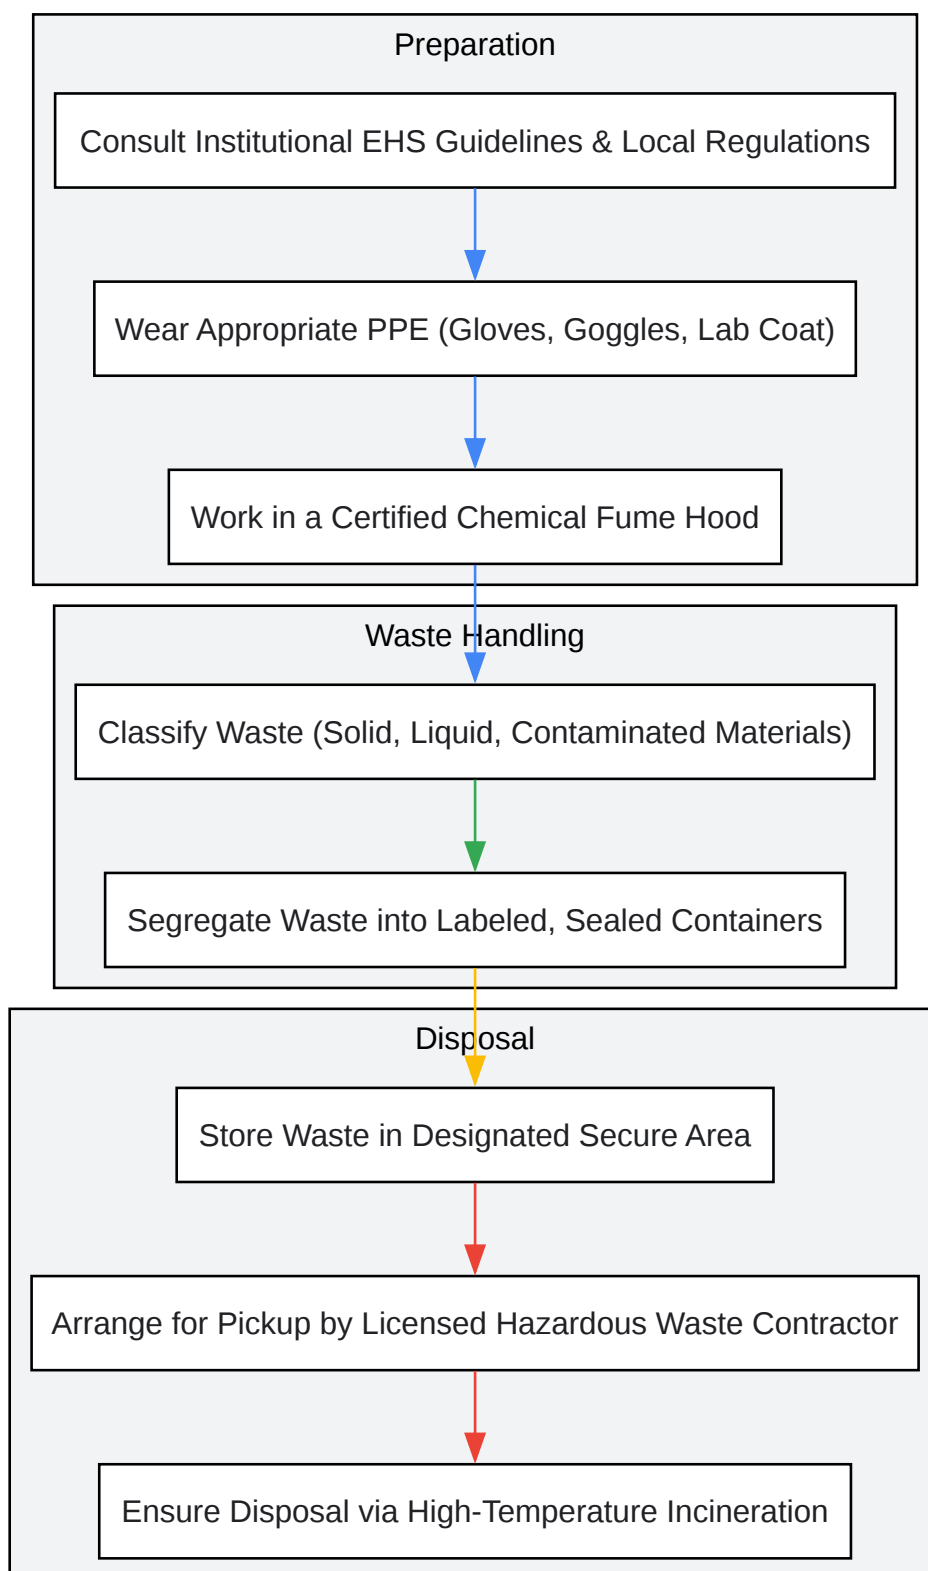 Preparation
Consult Institutional EHS Guidelines & Local Regulations
Wear Appropriate PPE (Gloves, Goggles, Lab Coat)
Work in a Certified Chemical Fume Hood
Waste Handling
Classify Waste (Solid, Liquid, Contaminated Materials)
Segregate Waste into Labeled, Sealed Containers
Disposal
Store Waste in Designated Secure Area
Arrange for Pickup by Licensed Hazardous Waste Contractor
Ensure Disposal via High-Temperature Incineration